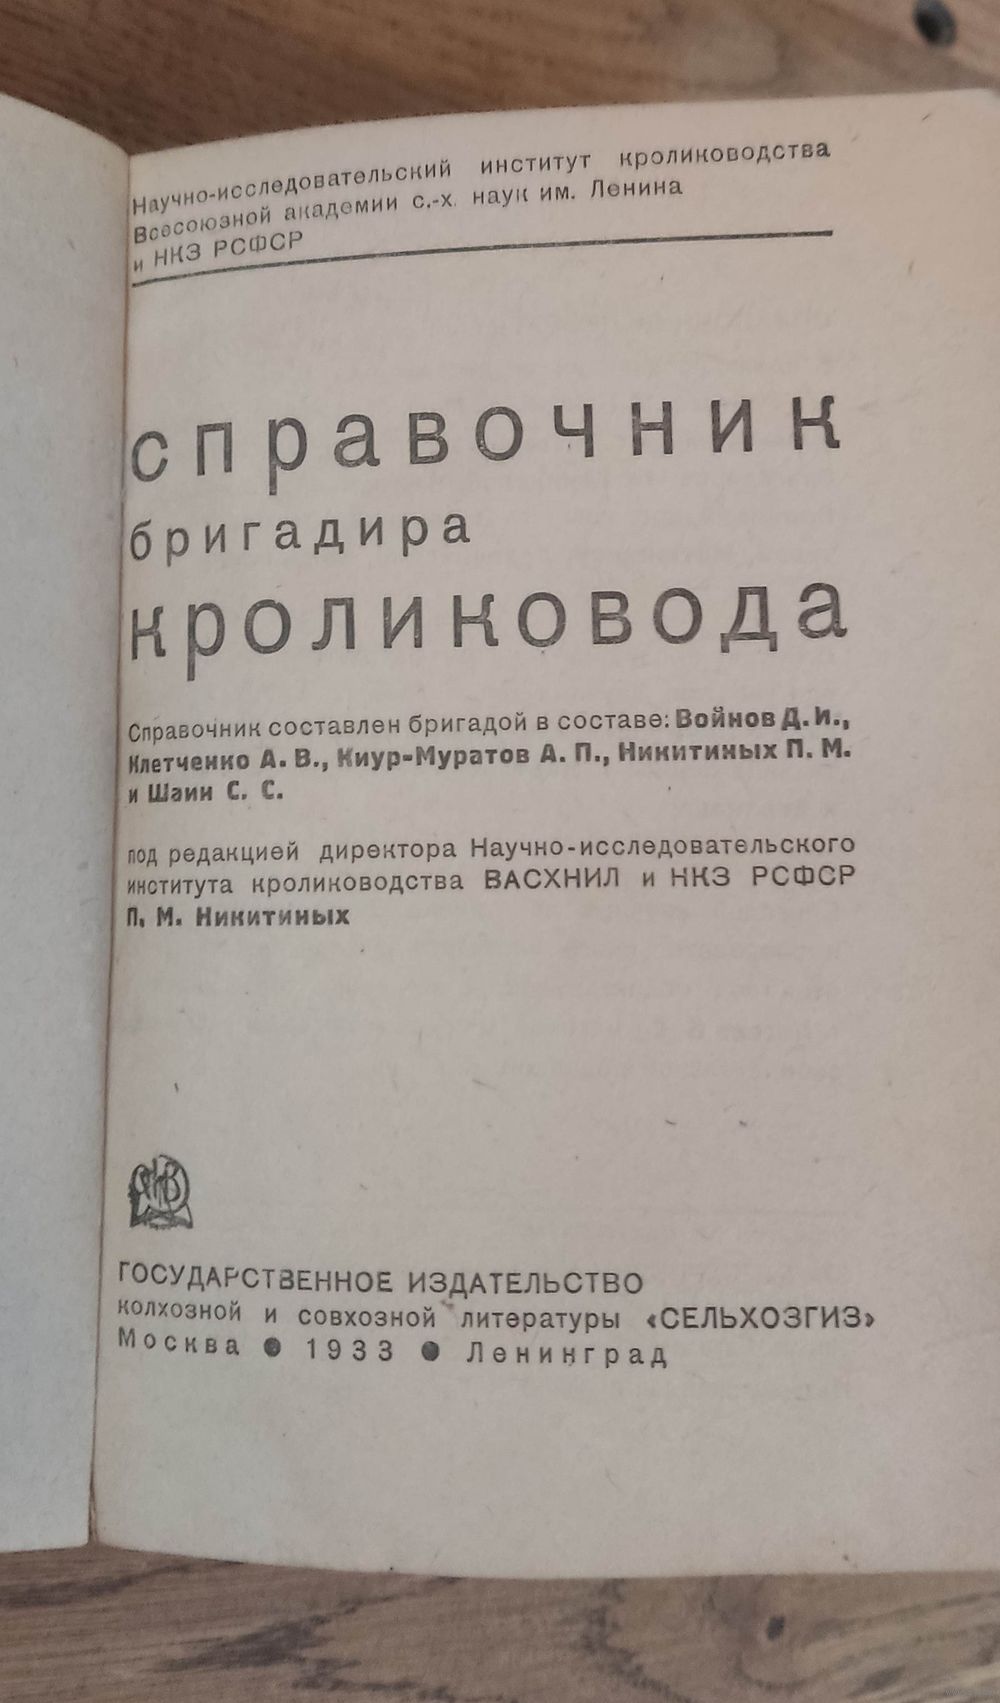 Научно-исследовательский институт кролиководства
Всесоюзной академии с.-х. наук им. Ленина
и НКЗ РСФСР
справочник
бригадира
кроликовода
Справочник составлен бригадой в составе: Войнов Д. И.,
Клетченко А. В., Киур-Муратов А. П., Никитиных П. М.
и Шаин С. С.
под редакцией директора Научно-исследовательского
института кролиководства ВАСХНИЛ и НКЗ РСФСР
П. М. Никитиных
ГОСУДАРСТВЕННОЕ ИЗДАТЕЛЬСТВО
колхозной и совхозной литературы «СЕЛЬХОЗГИЗ»
Москва ● 1933 ● Ленинград